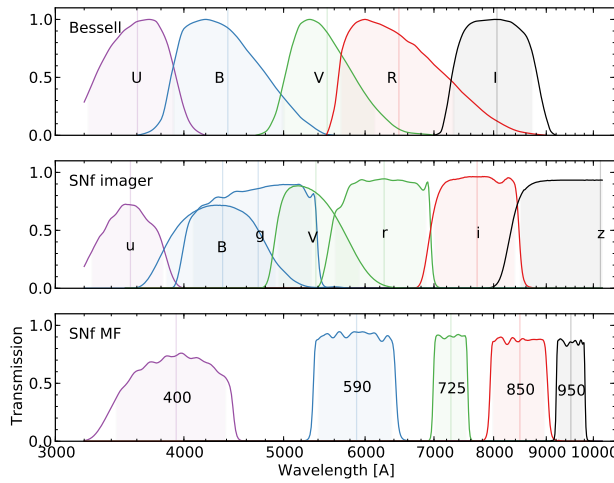 Bessell
1.0
0.5
0.0
U
B
V
R
I
SNf imager
1.0
0.5
0.0
u
B
g
V
r
i
z
SNf MF
1.0
0.5
0.0
400
590
725
850
950
Transmission
3000
4000
5000
6000
7000
8000
9000
10000
Wavelength [A]